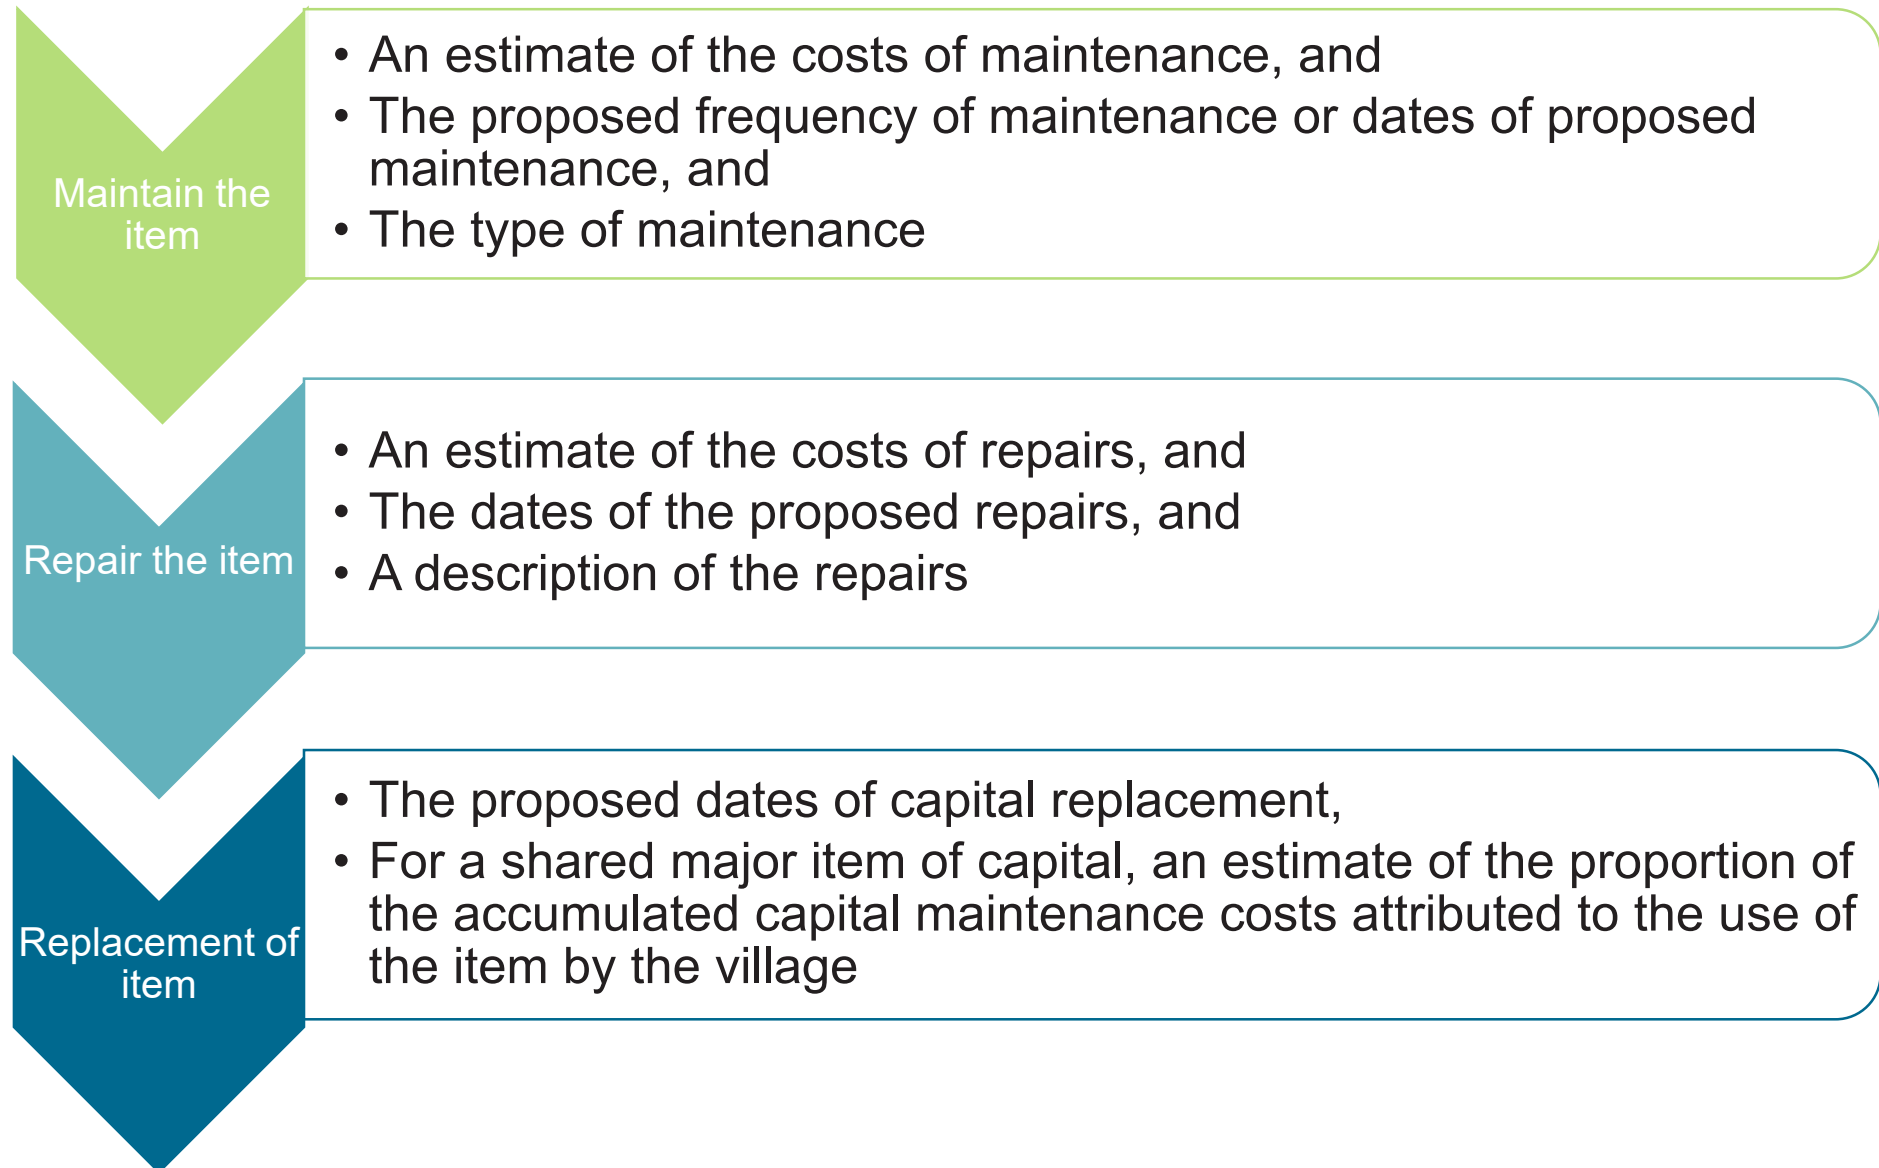 Maintain the
item
• An estimate of the costs of maintenance, and
• The proposed frequency of maintenance or dates of proposed
maintenance, and
• The type of maintenance
Repair the item
• An estimate of the costs of repairs, and
• The dates of the proposed repairs, and
• A description of the repairs
Replacement of
item
• The proposed dates of capital replacement,
• For a shared major item of capital, an estimate of the proportion of
the accumulated capital maintenance costs attributed to the use of
the item by the village